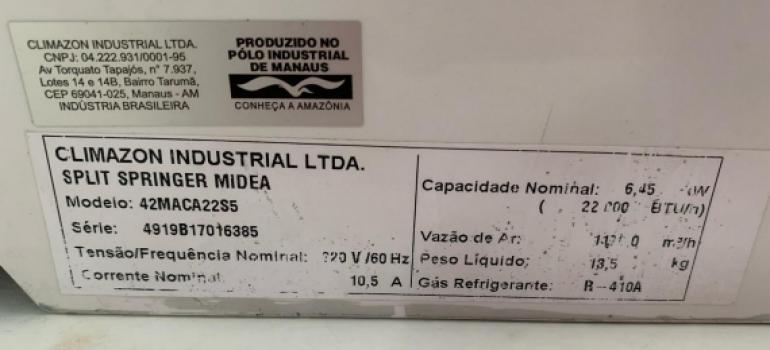 CLIMAZON INDUSTRIAL LTDA.
CNPJ: 04.222.931/0001-95
Av Torquato Tapajós, nº 7.937,
Lotes 14 e 14B, Bairro Tarumã,
CEP 69041-025, Manaus - AM
INDÚSTRIA BRASILEIRA
PRODUZIDO NO
PÓLO INDUSTRIAL
DE MANAUS
CONHEÇA A AMAZÔNIA
CLIMAZON INDUSTRIAL LTDA.
SPLIT SPRINGER MIDEA
Modelo: 42MACA22S5
Série: 4919B17016385
Tensão/Frequência Nominal: 220 V /60 Hz
Corrente Nominal: 10,5 A
Capacidade Nominal: 6,45 kW
( 22 000 BTU/h)
Vazão de Ar: m³/h
Peso Líquido: 13,5 kg
Gás Refrigerante: R-410A